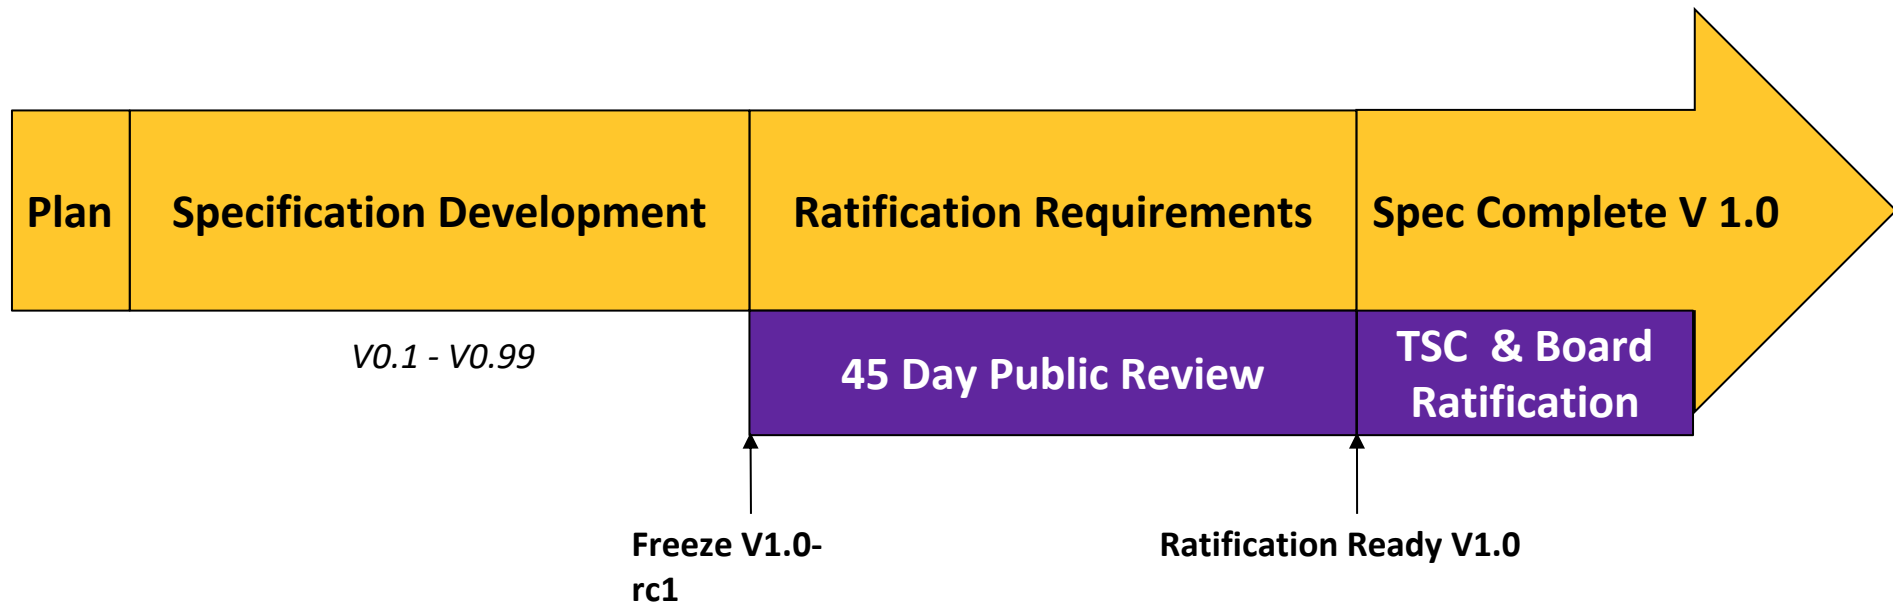 Plan
Specification Development
Ratification Requirements
Spec Complete V 1.0
V0.1 - V0.99
45 Day Public Review
TSC & Board
Ratification
Freeze V1.0-
rc1
Ratification Ready V1.0